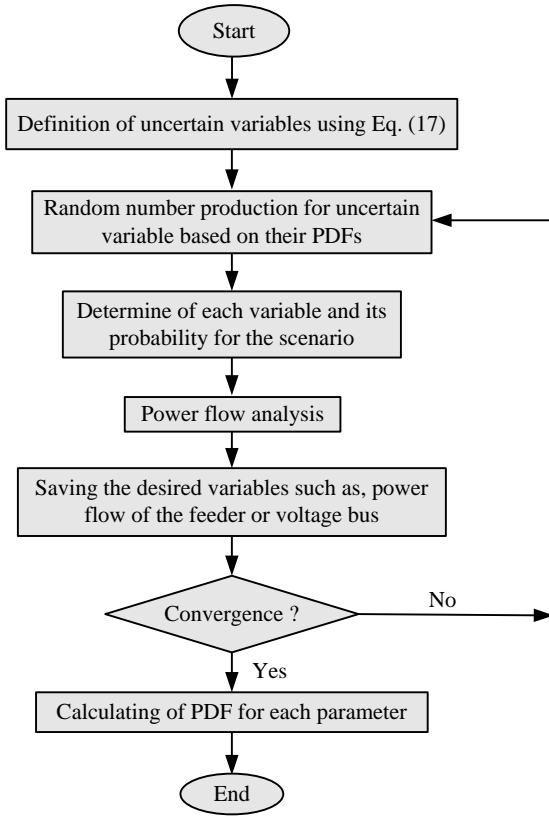 Start
Definition of uncertain variables using Eq. (17)
Random number production for uncertain
variable based on their PDFs
Determine of each variable and its
probability for the scenario
Power flow analysis
Saving the desired variables such as, power
flow of the feeder or voltage bus
Convergence ?
No
Yes
Calculating of PDF for each parameter
End